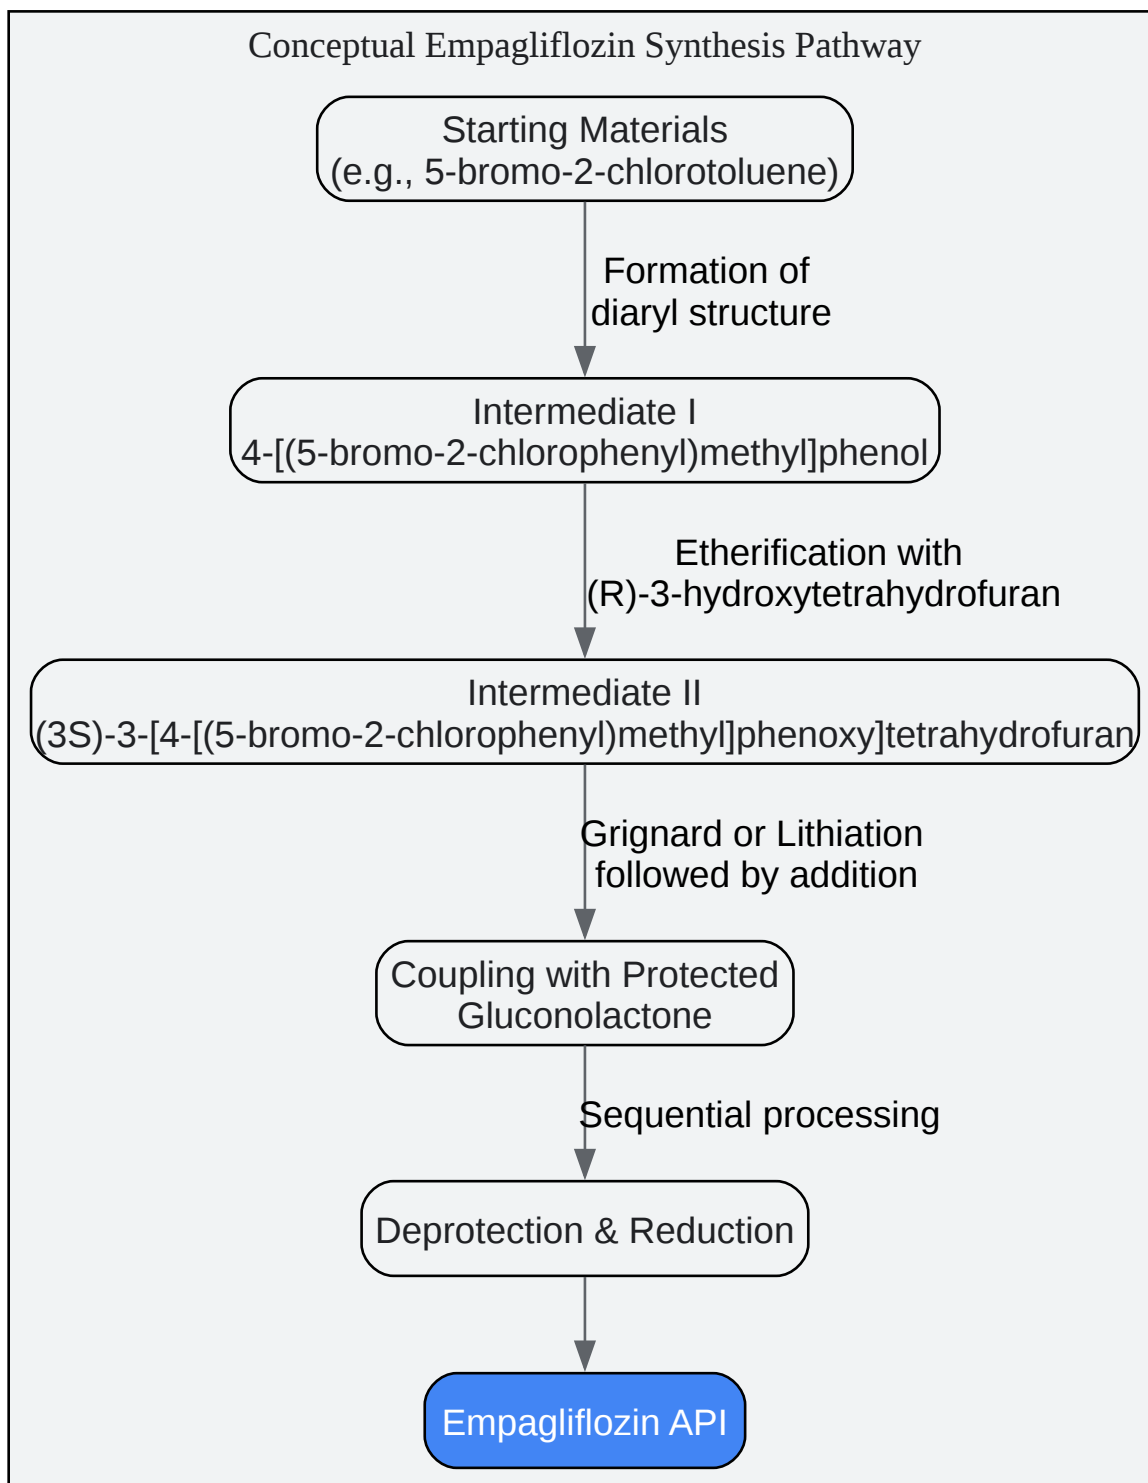 Conceptual Empagliflozin Synthesis Pathway
Starting Materials
(e.g., 5-bromo-2-chlorotoluene)
Formation of
diaryl structure
Intermediate I
4-[(5-bromo-2-chlorophenyl)methyl]phenol
Etherification with
(R)-3-hydroxytetrahydrofuran
Intermediate II
(3S)-3-[4-[(5-bromo-2-chlorophenyl)methyl]phenoxy]tetrahydrofuran
Grignard or Lithiation
followed by addition
Coupling with Protected
Gluconolactone
Sequential processing
Deprotection & Reduction
Empagliflozin API